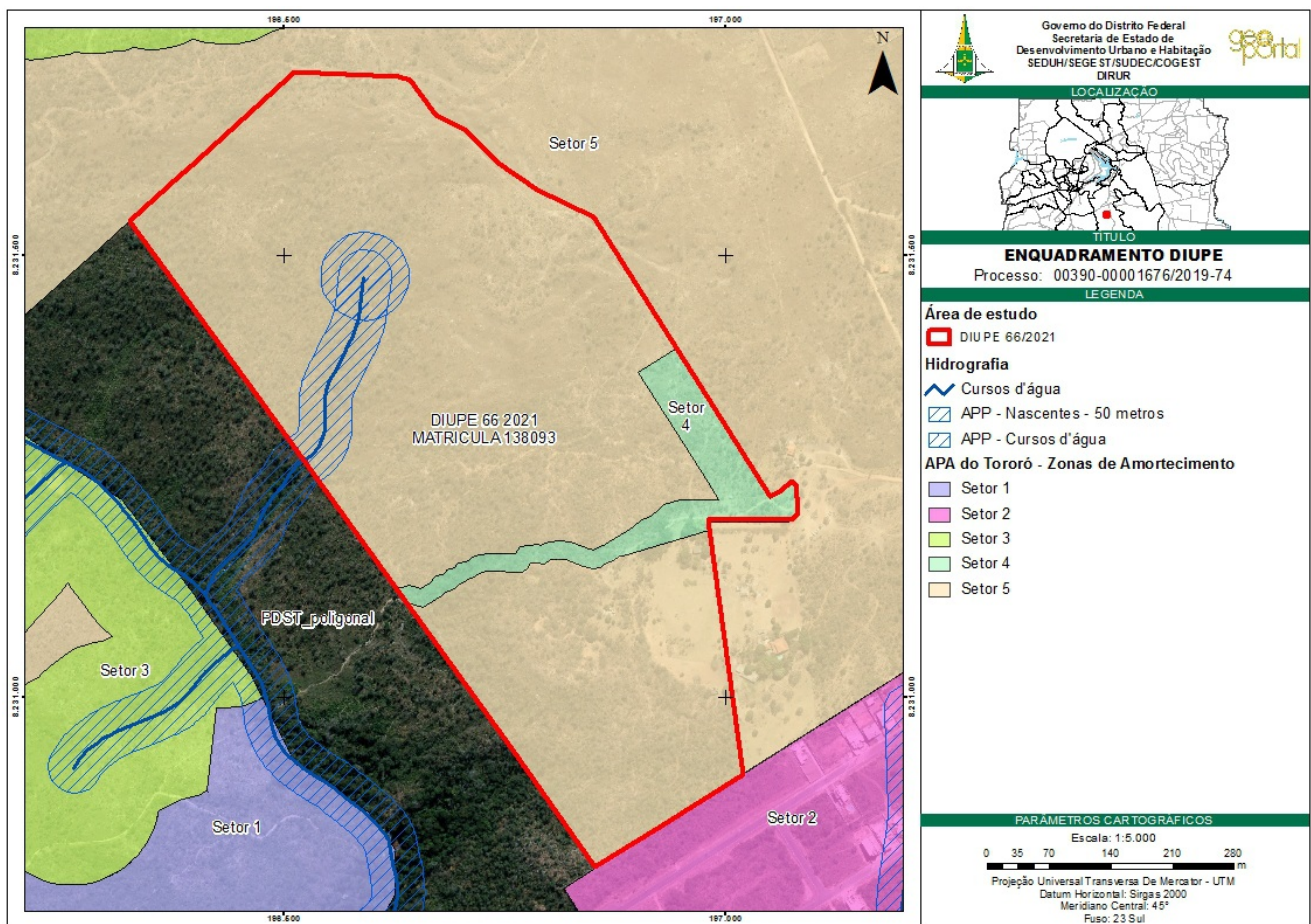 196.500
197.000
N
Setor 5
8.231.500
8.231.500
Setor
4
DIUPE 66 2021
MATRICULA 138093
PDST_poligonal
Setor 3
8.231.000
8.231.000
Setor 1
Setor 2
196.500
197.000
Governo do Distrito Federal
Secretaria de Estado de
Desenvolvimento Urbano e Habitação
SEDUH/SEGEST/SUDEC/COGEST
DIRUR
geoportal
LOCALIZAÇÃO
TÍTULO
ENQUADRAMENTO DIUPE
Processo: 00390-00001676/2019-74
LEGENDA
Área de estudo
DIUPE 66/2021
Hidrografia
Cursos d'água
APP - Nascentes - 50 metros
APP - Cursos d'água
APA do Tororó - Zonas de Amortecimento
Setor 1
Setor 2
Setor 3
Setor 4
Setor 5
PARÂMETROS CARTOGRÁFICOS
Escala: 1:5.000
0 35 70 140 210 280
m
Projeção Universal Transversa De Mercator - UTM
Datum Horizontal: Sirgas 2000
Meridiano Central: 45°
Fuso: 23 Sul